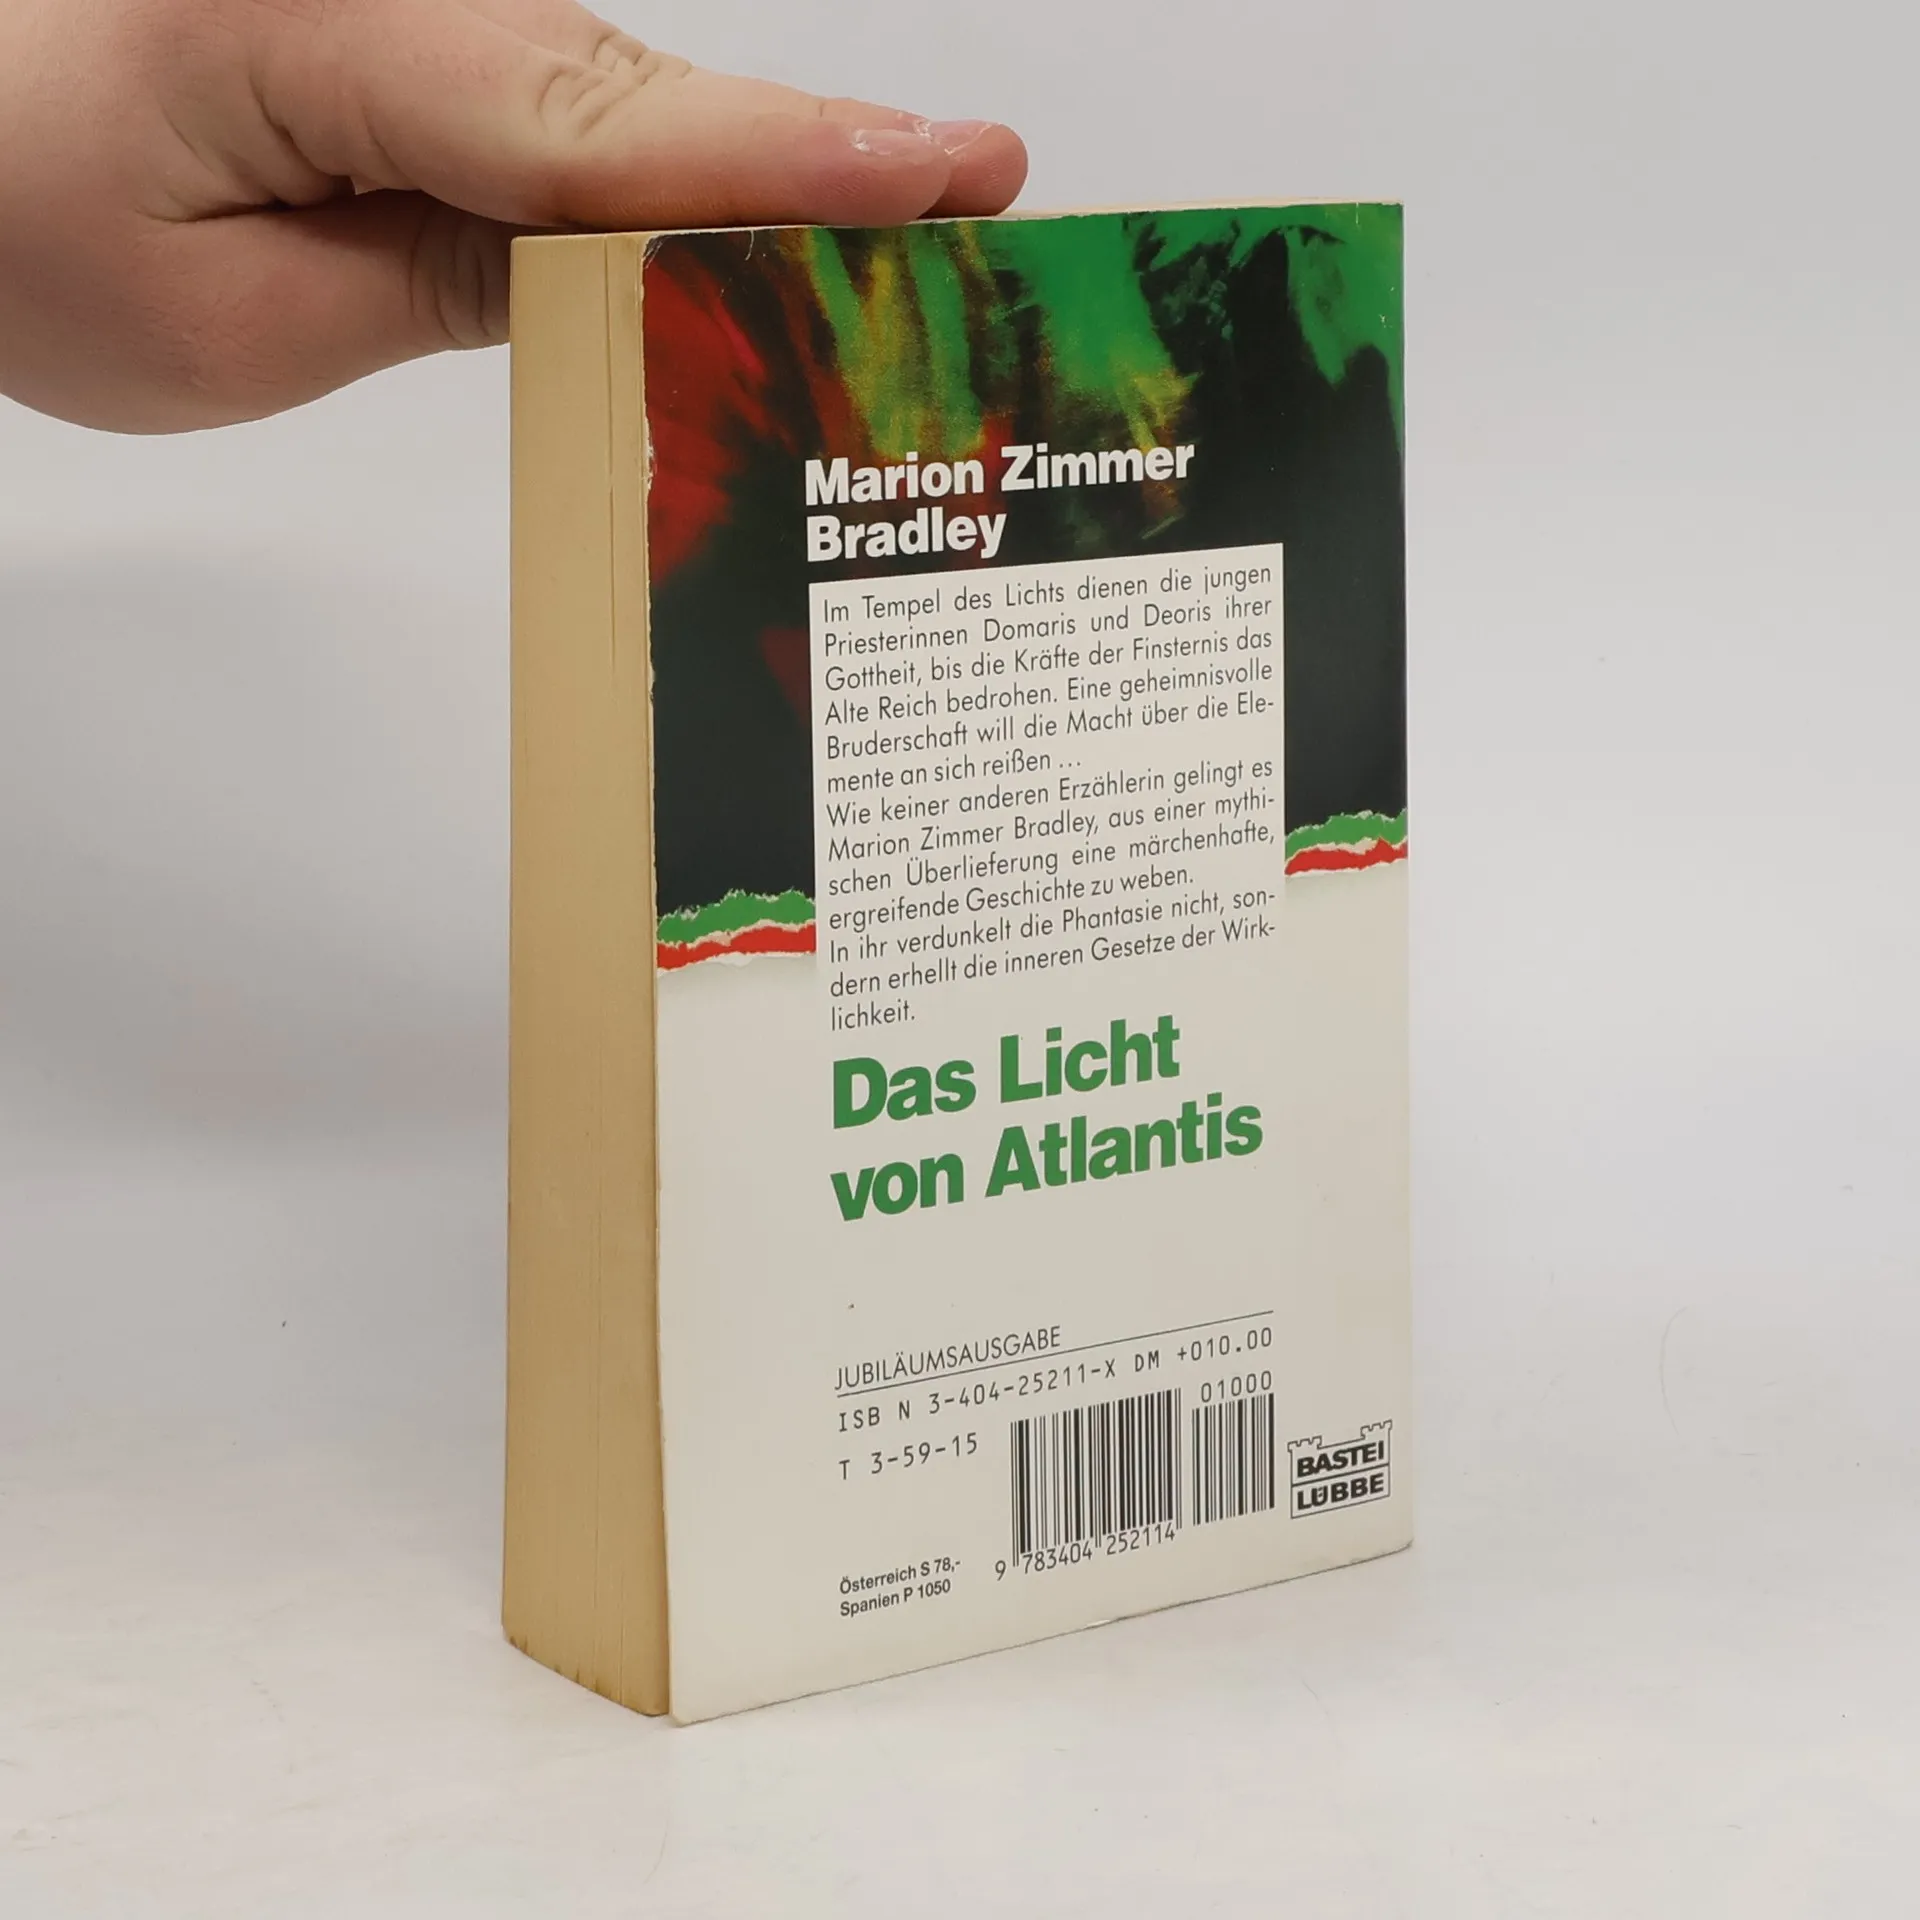 Marion Zimmer
Bradley
Im Tempel des Lichts dienen die jungen
Priesterinnen Domaris und Deoris ihrer
Gottheit, bis die Kräfte der Finsternis das
Alte Reich bedrohen. Eine geheimnisvolle
Bruderschaft will die Macht über die Ele-
mente an sich reißen ...
Wie keiner anderen Erzählerin gelingt es
Marion Zimmer Bradley, aus einer mythi-
schen Überlieferung eine märchenhafte,
ergreifende Geschichte zu weben.
In ihr verdunkelt die Phantasie nicht, son-
dern erhellt die inneren Gesetze der Wirk-
lichkeit.
Das Licht
von Atlantis
JUBILÄUMSAUSGABE
ISB N 3-404-25211-X DM +010.00
T 3-59-15
01000
9 783404 252114
BASTEI
LÜBBE
Österreich S 78,-
Spanien P 1050